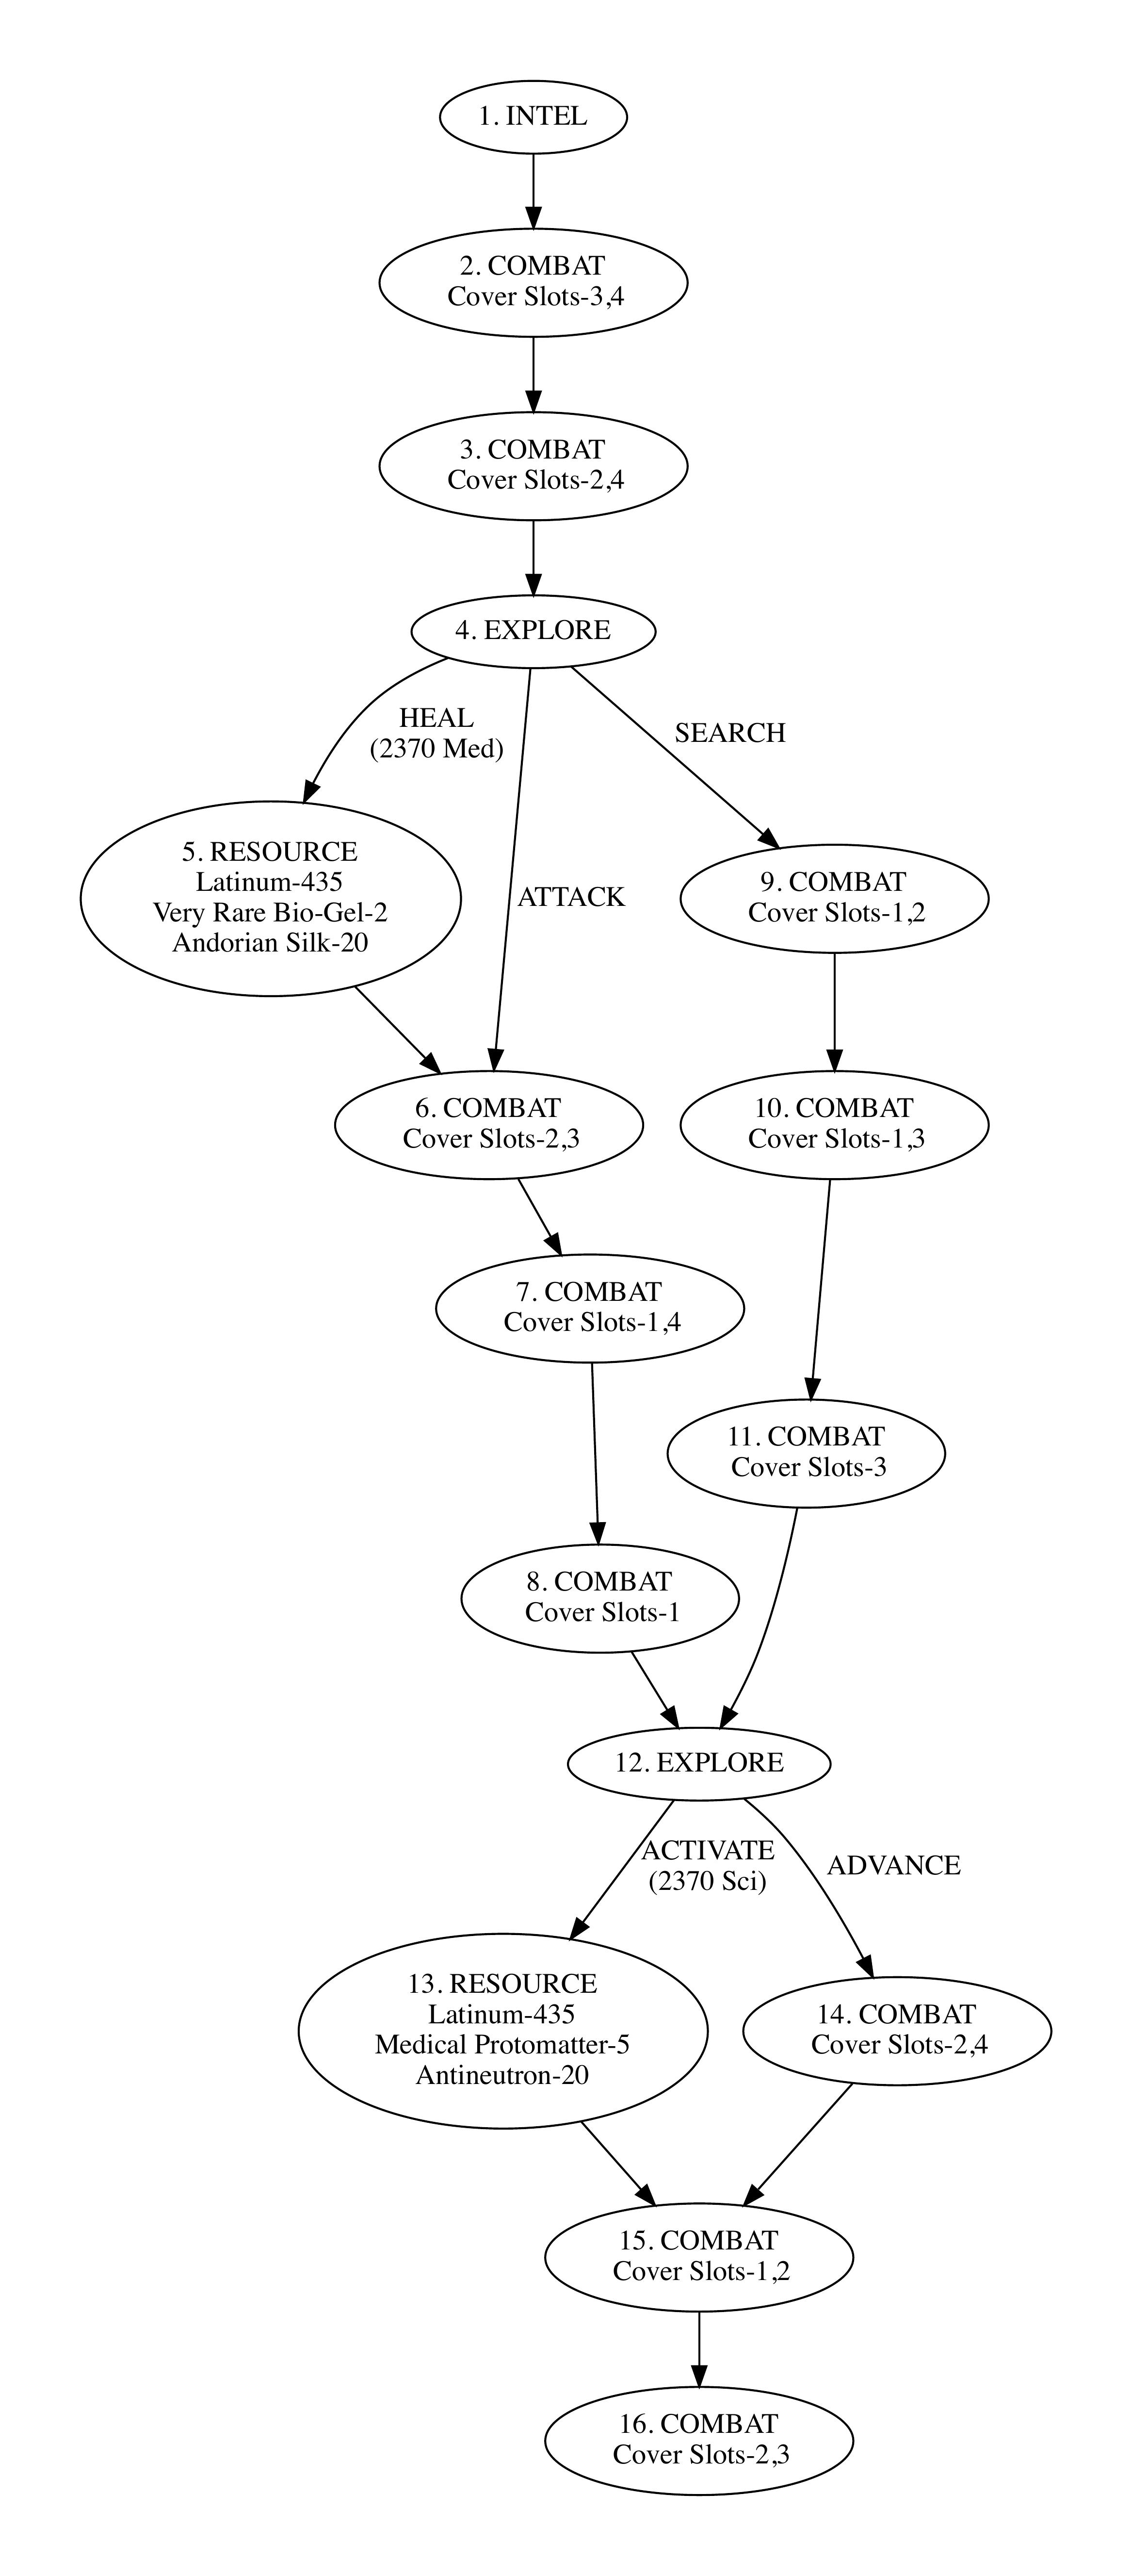 1. INTEL
2. COMBAT
Cover Slots-3,4
3. COMBAT
Cover Slots-2,4
4. EXPLORE
HEAL
(2370 Med)
SEARCH
ATTACK
5. RESOURCE
Latinum-435
Very Rare Bio-Gel-2
Andorian Silk-20
9. COMBAT
Cover Slots-1,2
6. COMBAT
Cover Slots-2,3
10. COMBAT
Cover Slots-1,3
7. COMBAT
Cover Slots-1,4
11. COMBAT
Cover Slots-3
8. COMBAT
Cover Slots-1
12. EXPLORE
ACTIVATE
(2370 Sci)
ADVANCE
13. RESOURCE
Latinum-435
Medical Protomatter-5
Antineutron-20
14. COMBAT
Cover Slots-2,4
15. COMBAT
Cover Slots-1,2
16. COMBAT
Cover Slots-2,3